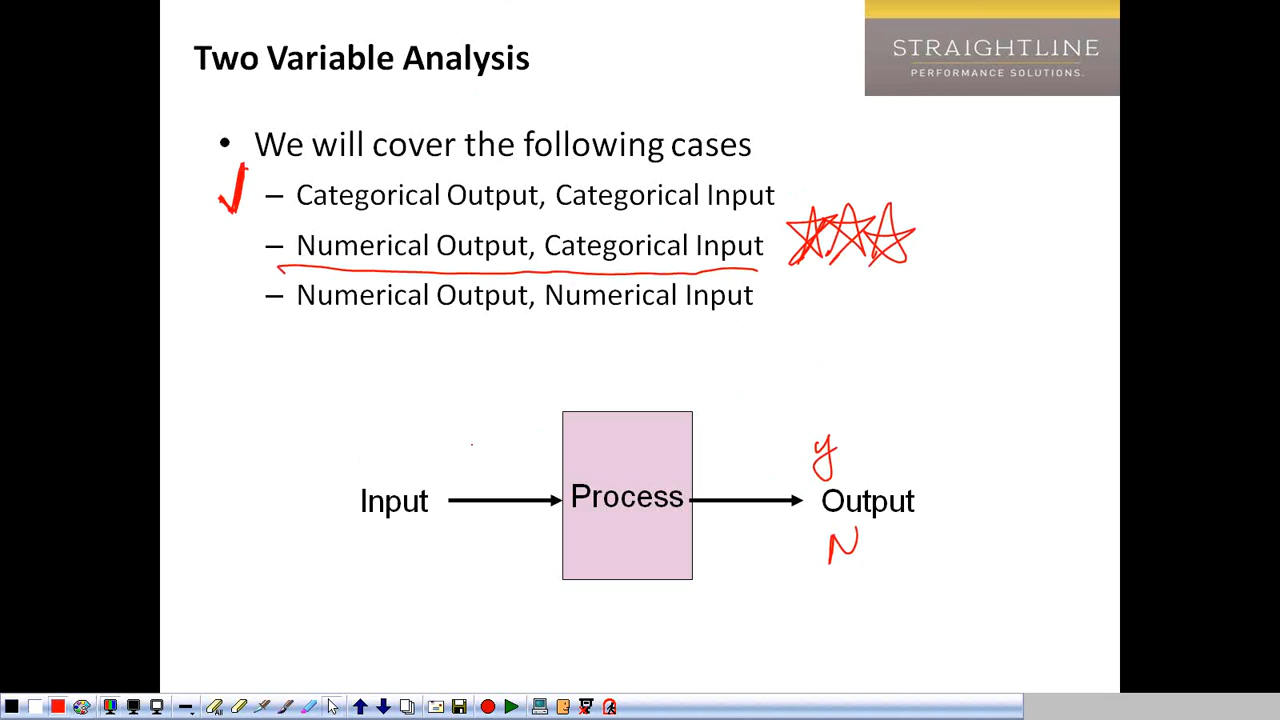 Two Variable Analysis
STRAIGHTLINE
PERFORMANCE SOLUTIONS.
• We will cover the following cases
– Categorical Output, Categorical Input
– Numerical Output, Categorical Input
– Numerical Output, Numerical Input
y
Input Process Output
N